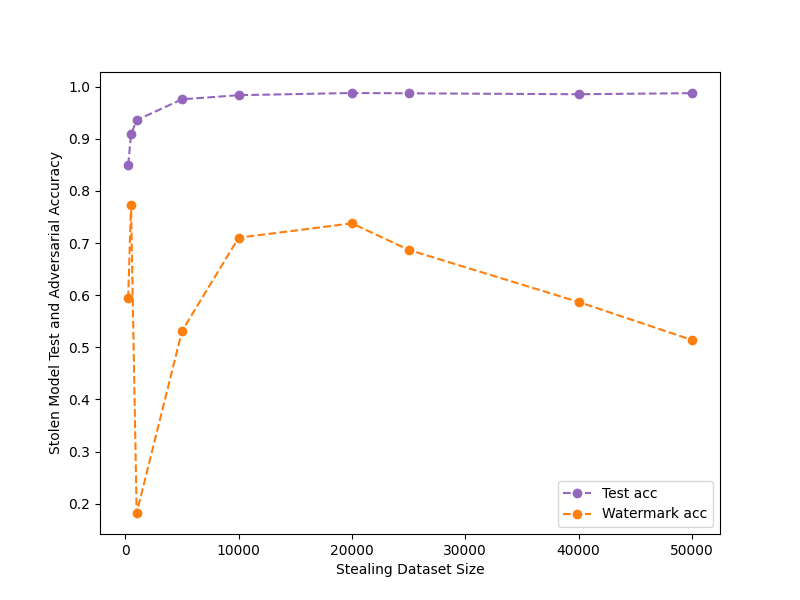 1.0
0.9
0.8
0.7
0.6
0.5
0.4
0.3
0.2
Stolen Model Test and Adversarial Accuracy
Test acc
Watermark acc
0 10000 20000 30000 40000 50000
Stealing Dataset Size